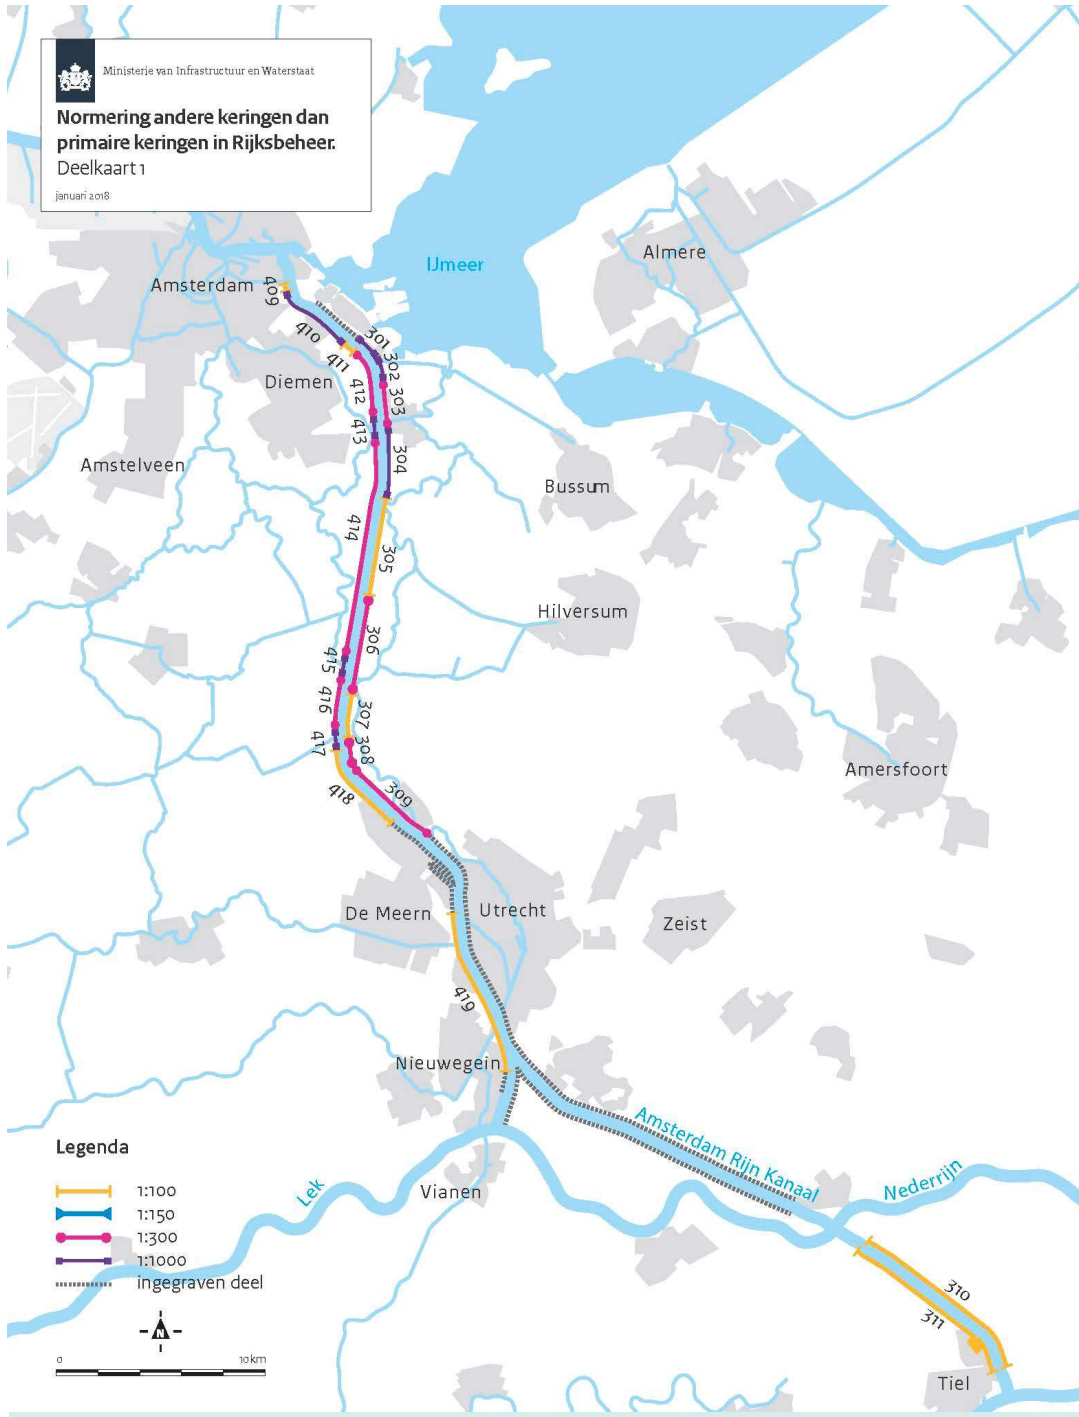 Ministerie van Infrastructuur en Waterstaat
Normering andere keringen dan
primaire keringen in Rijksbeheer.
Deelkaart 1
januari 2018
Almere
IJmeer
Amsterdam
409
410
301
411
302
Diemen
412
303
413
304
Amstelveen
Bussum
414
305
Hilversum
306
415
416
307
417
308
Amersfoort
418
309
De Meern
Utrecht
Zeist
419
Nieuwegein
Amsterdam Rijn Kanaal
Nederrijn
Lek
Vianen
310
311
Tiel
Legenda
1:100
1:150
1:300
1:1000
ingegraven deel
N
0 10 km